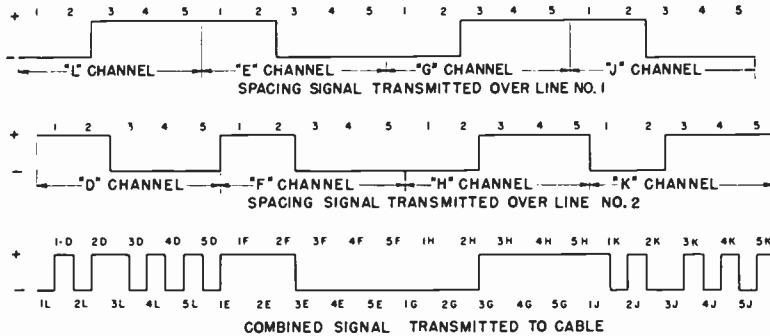 1 2 3 4 5 1 2 3 4 5 1 2 3 4 5 1 2 3 4 5
+
-
"L" CHANNEL "E" CHANNEL "G" CHANNEL "J" CHANNEL
SPACING SIGNAL TRANSMITTED OVER LINE NO. 1
1 2 3 4 5 1 2 3 4 5 1 2 3 4 5 1 2 3 4 5
+
-
"D" CHANNEL "F" CHANNEL "H" CHANNEL "K" CHANNEL
SPACING SIGNAL TRANSMITTED OVER LINE NO. 2
1-D 2D 3D 4D 5D 1F 2F 3F 4F 5F 1H 2H 3H 4H 5H 1K 2K 3K 4K 5K
+
-
1L 2L 3L 4L 5L 1E 2E 3E 4E 5E 1G 2G 3G 4G 5G 1J 2J 3J 4J 5J
COMBINED SIGNAL TRANSMITTED TO CABLE